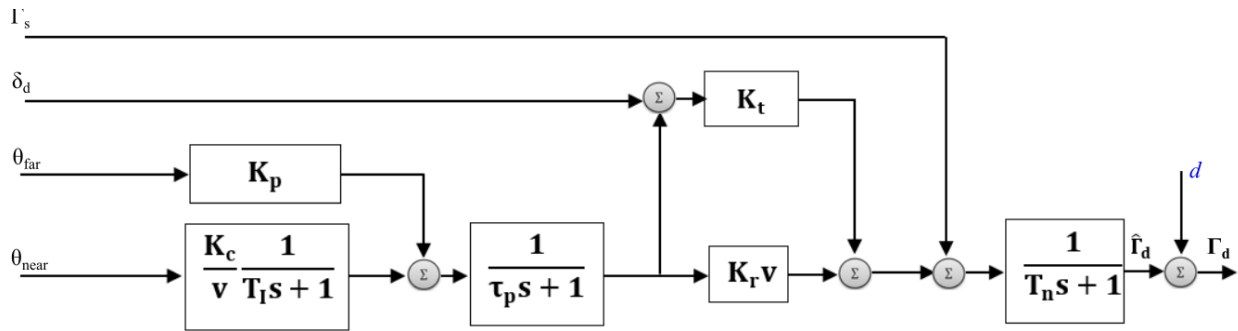 Γs
δd
Σ
Kt
θfar
Kp
d
θnear
Kc/v 1/(TIs + 1)
Σ
1/(τps + 1)
Krv
Σ
Σ
1/(Tns + 1)
Γ̂d
Σ
Γd